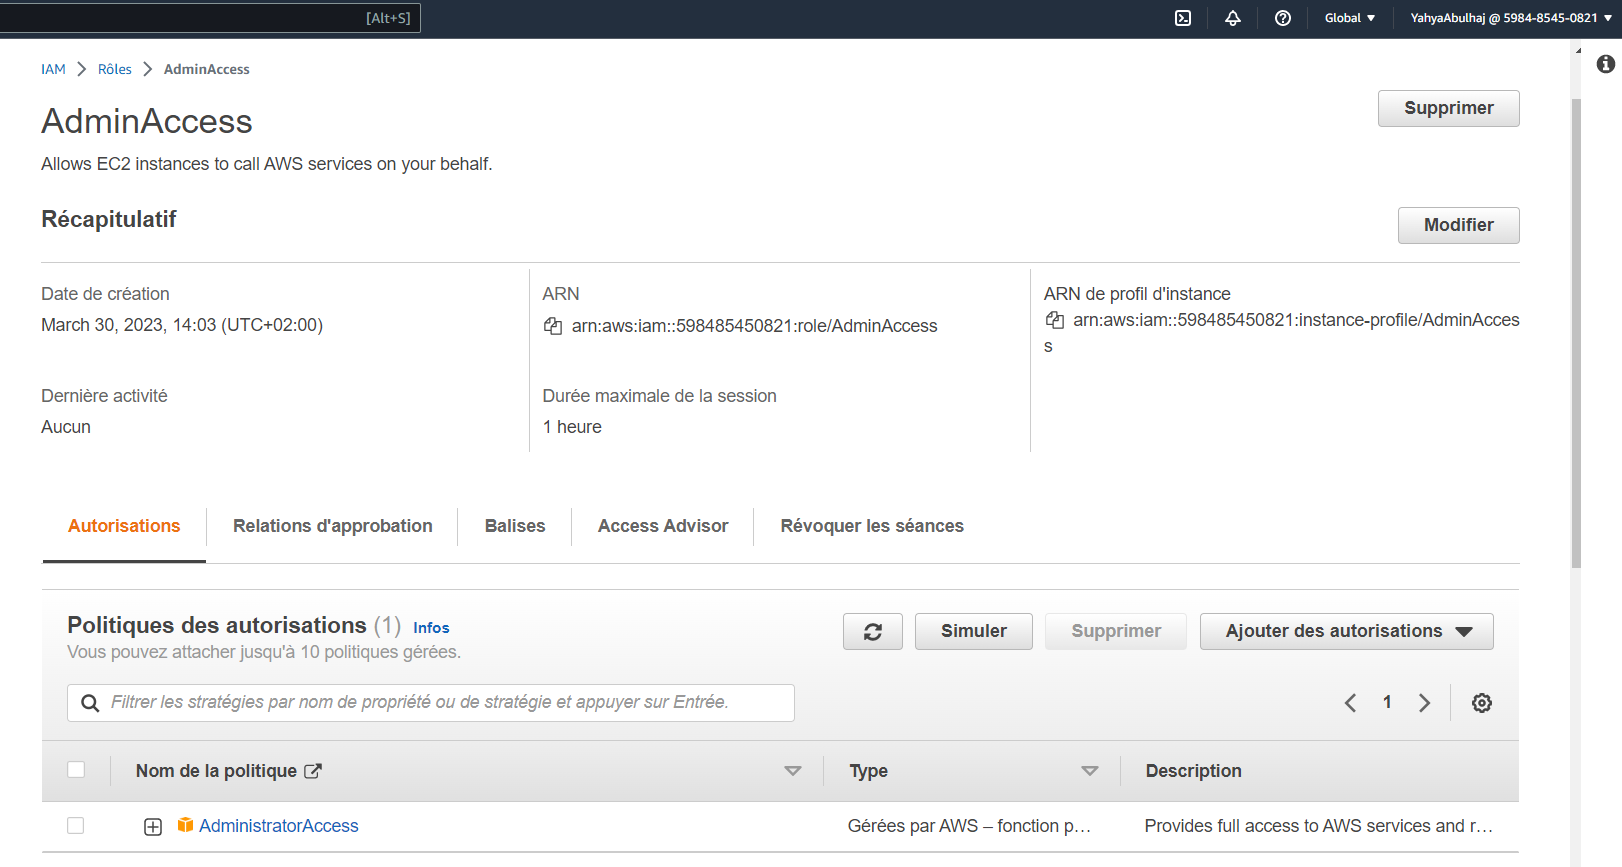 [Alt+S]
Global
YahyaAbulhaj @ 5984-8545-0821
IAM
Rôles
AdminAccess
AdminAccess
Supprimer
Allows EC2 instances to call AWS services on your behalf.
Récapitulatif
Modifier
Date de création
March 30, 2023, 14:03 (UTC+02:00)
ARN
arn:aws:iam::598485450821:role/AdminAccess
ARN de profil d'instance
arn:aws:iam::598485450821:instance-profile/AdminAcces
s
Dernière activité
Aucun
Durée maximale de la session
1 heure
Autorisations
Relations d'approbation
Balises
Access Advisor
Révoquer les séances
Politiques des autorisations (1) Infos
Vous pouvez attacher jusqu'à 10 politiques gérées.
Simuler
Supprimer
Ajouter des autorisations
Filtrer les stratégies par nom de propriété ou de stratégie et appuyer sur Entrée.
1
Nom de la politique
Type
Description
AdministratorAccess
Gérées par AWS – fonction p…
Provides full access to AWS services and r…